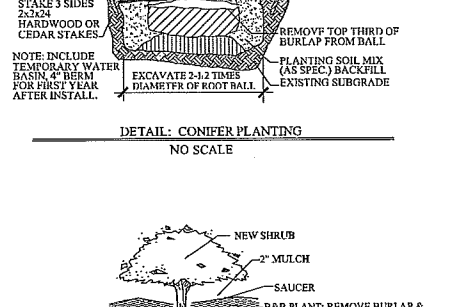 STAKE 3 SIDES
2x2x24
HARDWOOD OR
CEDAR STAKES
NOTE: INCLUDE
TEMPORARY WATER
BASIN, 4" BERM
FOR FIRST YEAR
AFTER INSTALL.
REMOVE TOP THIRD OF
BURLAP FROM BALL
PLANTING SOIL MIX
(AS SPEC.) BACKFILL
EXISTING SUBGRADE
EXCAVATE 2-1/2 TIMES
DIAMETER OF ROOT BALL
DETAIL: CONIFER PLANTING
NO SCALE
NEW SHRUB
2" MULCH
SAUCER
B&B PLANT: REMOVE BURLAP &